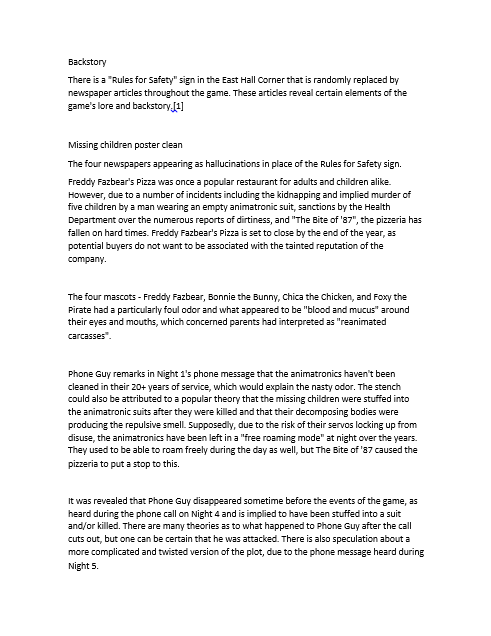 Backstory
There is a "Rules for Safety" sign in the East Hall Corner that is randomly replaced by
newspaper articles throughout the game. These articles reveal certain elements of the
game's lore and backstory.[1]
Missing children poster clean
The four newspapers appearing as hallucinations in place of the Rules for Safety sign.
Freddy Fazbear's Pizza was once a popular restaurant for adults and children alike.
However, due to a number of incidents including the kidnapping and implied murder of
five children by a man wearing an empty animatronic suit, sanctions by the Health
Department over the numerous reports of dirtiness, and "The Bite of '87", the pizzeria has
fallen on hard times. Freddy Fazbear's Pizza is set to close by the end of the year, as
potential buyers do not want to be associated with the tainted reputation of the
company.
The four mascots - Freddy Fazbear, Bonnie the Bunny, Chica the Chicken, and Foxy the
Pirate had a particularly foul odor and what appeared to be "blood and mucus" around
their eyes and mouths, which concerned parents had interpreted as "reanimated
carcasses".
Phone Guy remarks in Night 1's phone message that the animatronics haven't been
cleaned in their 20+ years of service, which would explain the nasty odor. The stench
could also be attributed to a popular theory that the missing children were stuffed into
the animatronic suits after they were killed and that their decomposing bodies were
producing the repulsive smell. Supposedly, due to the risk of their servos locking up from
disuse, the animatronics have been left in a "free roaming mode" at night over the years.
They used to be able to roam freely during the day as well, but The Bite of '87 caused the
pizzeria to put a stop to this.
It was revealed that Phone Guy disappeared sometime before the events of the game, as
heard during the phone call on Night 4 and is implied to have been stuffed into a suit
and/or killed. There are many theories as to what happened to Phone Guy after the call
cuts out, but one can be certain that he was attacked. There is also speculation about a
more complicated and twisted version of the plot, due to the phone message heard during
Night 5.